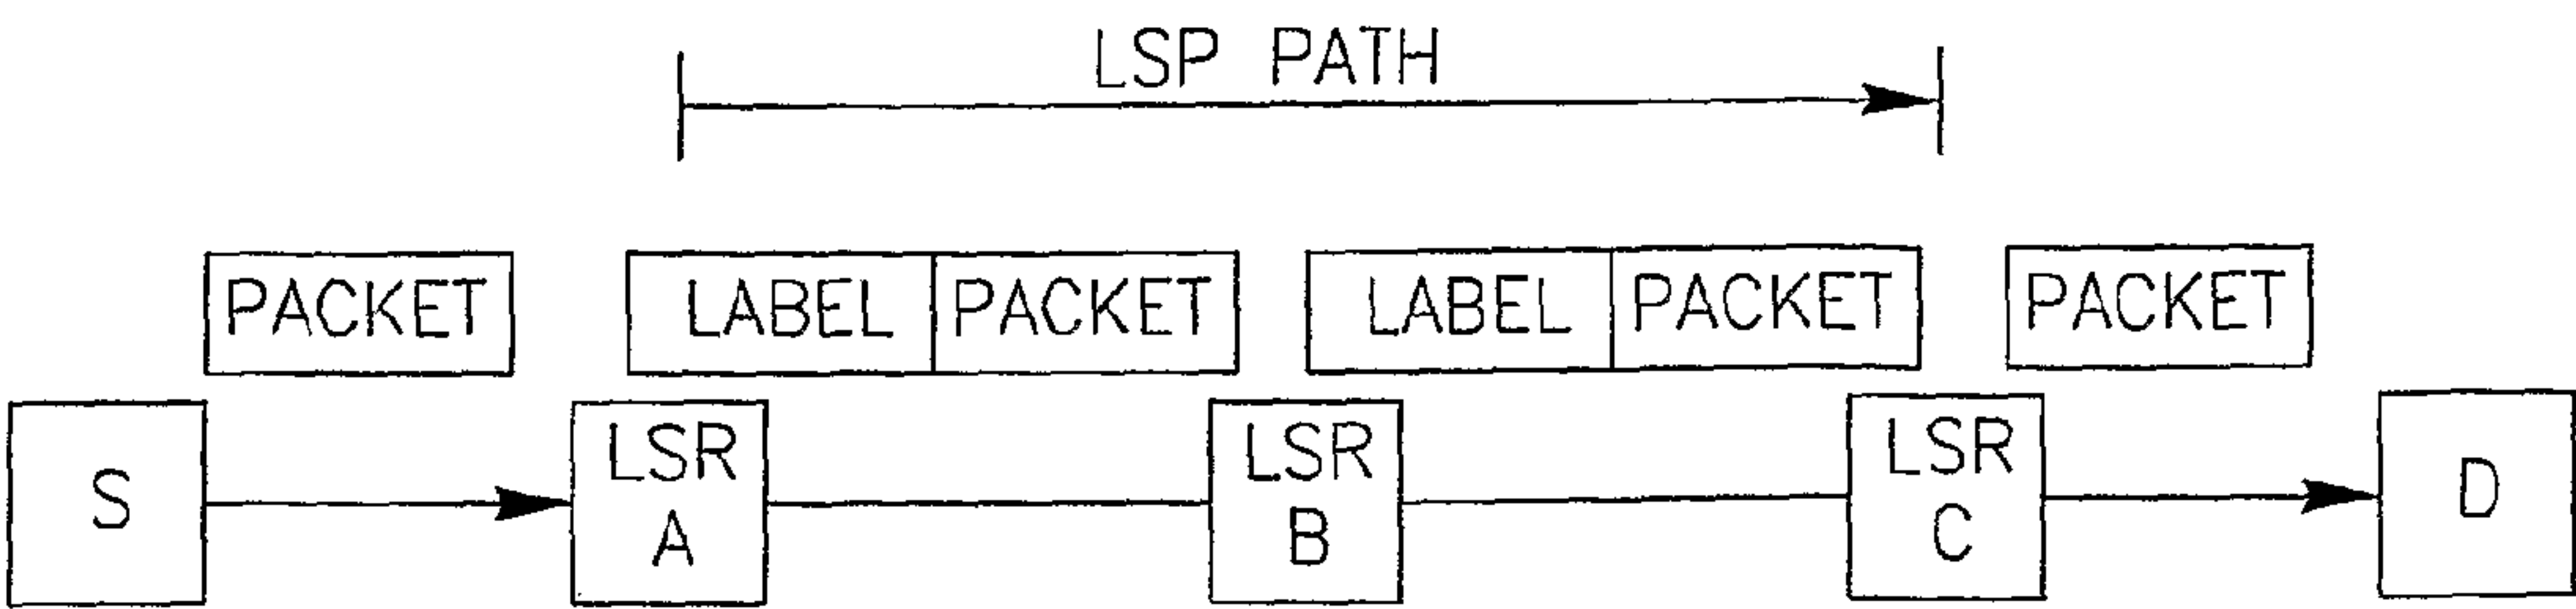 LSP PATH
PACKET LABEL PACKET LABEL PACKET PACKET
S
LSR
A
LSR
B
LSR
C
D